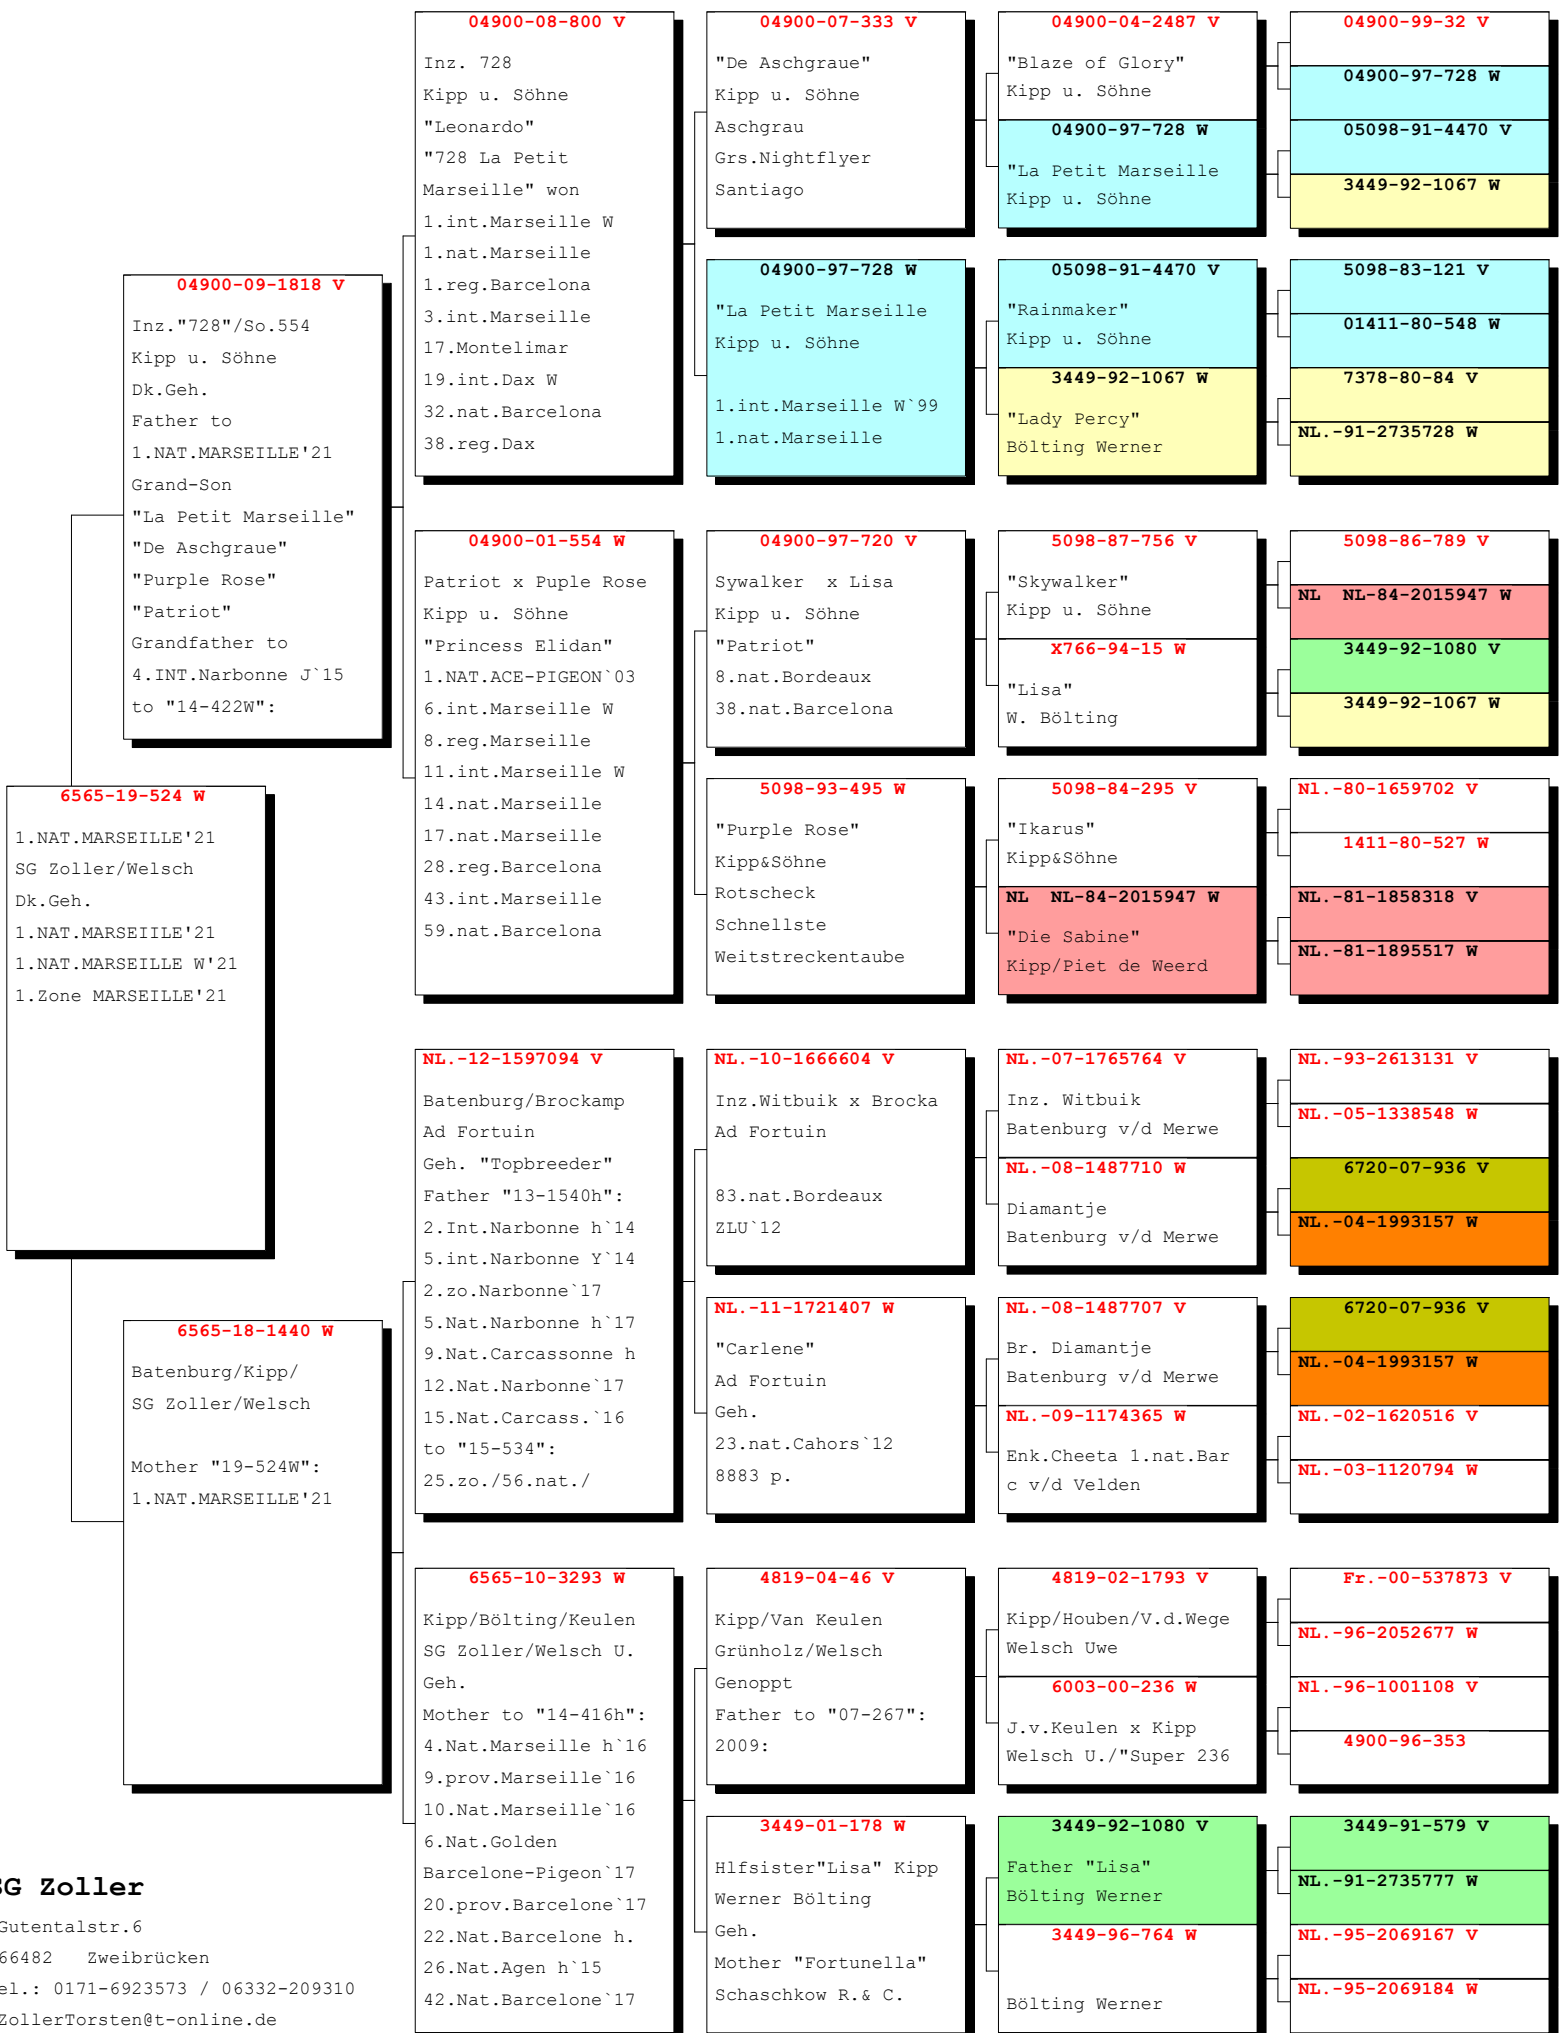 6565-19-524 W
1.NAT.MARSEILLE'21
SG Zoller/Welsch
Dk.Geh.
1.NAT.MARSEIILE'21
1.NAT.MARSEILLE W'21
1.Zone MARSEILLE'21
04900-09-1818 V
Inz."728"/So.554
Kipp u. Söhne
Dk.Geh.
Father to
1.NAT.MARSEILLE'21
Grand-Son
"La Petit Marseille"
"De Aschgraue"
"Purple Rose"
"Patriot"
Grandfather to
4.INT.Narbonne J`15
to "14-422W":
6565-18-1440 W
Batenburg/Kipp/
SG Zoller/Welsch
Mother "19-524W":
1.NAT.MARSEILLE'21
04900-08-800 V
Inz. 728
Kipp u. Söhne
"Leonardo"
"728 La Petit
Marseille" won
1.int.Marseille W
1.nat.Marseille
1.reg.Barcelona
3.int.Marseille
17.Montelimar
19.int.Dax W
32.nat.Barcelona
38.reg.Dax
04900-01-554 W
Patriot x Puple Rose
Kipp u. Söhne
"Princess Elidan"
1.NAT.ACE-PIGEON`03
6.int.Marseille W
8.reg.Marseille
11.int.Marseille W
14.nat.Marseille
17.nat.Marseille
28.reg.Barcelona
43.int.Marseille
59.nat.Barcelona
NL.-12-1597094 V
Batenburg/Brockamp
Ad Fortuin
Geh. "Topbreeder"
Father "13-1540h":
2.Int.Narbonne h`14
5.int.Narbonne Y`14
2.zo.Narbonne`17
5.Nat.Narbonne h`17
9.Nat.Carcassonne h
12.Nat.Narbonne`17
15.Nat.Carcass.`16
to "15-534":
25.zo./56.nat./
6565-10-3293 W
Kipp/Bölting/Keulen
SG Zoller/Welsch U.
Geh.
Mother to "14-416h":
4.Nat.Marseille h`16
9.prov.Marseille`16
10.Nat.Marseille`16
6.Nat.Golden
Barcelone-Pigeon`17
20.prov.Barcelone`17
22.Nat.Barcelone h.
26.Nat.Agen h`15
42.Nat.Barcelone`17
04900-07-333 V
"De Aschgraue"
Kipp u. Söhne
Aschgrau
Grs.Nightflyer
Santiago
04900-97-728 W
"La Petit Marseille
Kipp u. Söhne
1.int.Marseille W`99
1.nat.Marseille
04900-97-720 V
Sywalker  x Lisa
Kipp u. Söhne
"Patriot"
8.nat.Bordeaux
38.nat.Barcelona
5098-93-495 W
"Purple Rose"
Kipp&Söhne
Rotscheck
Schnellste
Weitstreckentaube
NL.-10-1666604 V
Inz.Witbuik x Brocka
Ad Fortuin
83.nat.Bordeaux
ZLU`12
NL.-11-1721407 W
"Carlene"
Ad Fortuin
Geh.
23.nat.Cahors`12
8883 p.
4819-04-46 V
Kipp/Van Keulen
Grünholz/Welsch
Genoppt
Father to "07-267":
2009:
3449-01-178 W
Hlfsister"Lisa" Kipp
Werner Bölting
Geh.
Mother "Fortunella"
Schaschkow R.& C.
04900-04-2487 V
"Blaze of Glory"
Kipp u. Söhne
04900-97-728 W
"La Petit Marseille
Kipp u. Söhne
05098-91-4470 V
"Rainmaker"
Kipp u. Söhne
3449-92-1067 W
"Lady Percy"
Bölting Werner
5098-87-756 V
"Skywalker"
Kipp u. Söhne
X766-94-15 W
"Lisa"
W. Bölting
5098-84-295 V
"Ikarus"
Kipp&Söhne
NL  NL-84-2015947 W
"Die Sabine"
Kipp/Piet de Weerd
NL.-07-1765764 V
Inz. Witbuik
Batenburg v/d Merwe
NL.-08-1487710 W
Diamantje
Batenburg v/d Merwe
NL.-08-1487707 V
Br. Diamantje
Batenburg v/d Merwe
NL.-09-1174365 W
Enk.Cheeta 1.nat.Bar
c v/d Velden
4819-02-1793 V
Kipp/Houben/V.d.Wege
Welsch Uwe
6003-00-236 W
J.v.Keulen x Kipp
Welsch U./"Super 236
3449-92-1080 V
Father "Lisa"
Bölting Werner
3449-96-764 W
Bölting Werner
04900-99-32 V
04900-97-728 W
05098-91-4470 V
3449-92-1067 W
5098-83-121 V
01411-80-548 W
7378-80-84 V
NL.-91-2735728 W
5098-86-789 V
NL  NL-84-2015947 W
3449-92-1080 V
3449-92-1067 W
Nl.-80-1659702 V
1411-80-527 W
NL.-81-1858318 V
NL.-81-1895517 W
NL.-93-2613131 V
NL.-05-1338548 W
6720-07-936 V
NL.-04-1993157 W
6720-07-936 V
NL.-04-1993157 W
NL.-02-1620516 V
NL.-03-1120794 W
Fr.-00-537873 V
NL.-96-2052677 W
Nl.-96-1001108 V
4900-96-353
3449-91-579 V
NL.-91-2735777 W
NL.-95-2069167 V
NL.-95-2069184 W
SG Zoller
Gutentalstr.6
66482   Zweibrücken
el.: 0171-6923573 / 06332-209310
ZollerTorsten@t-online.de